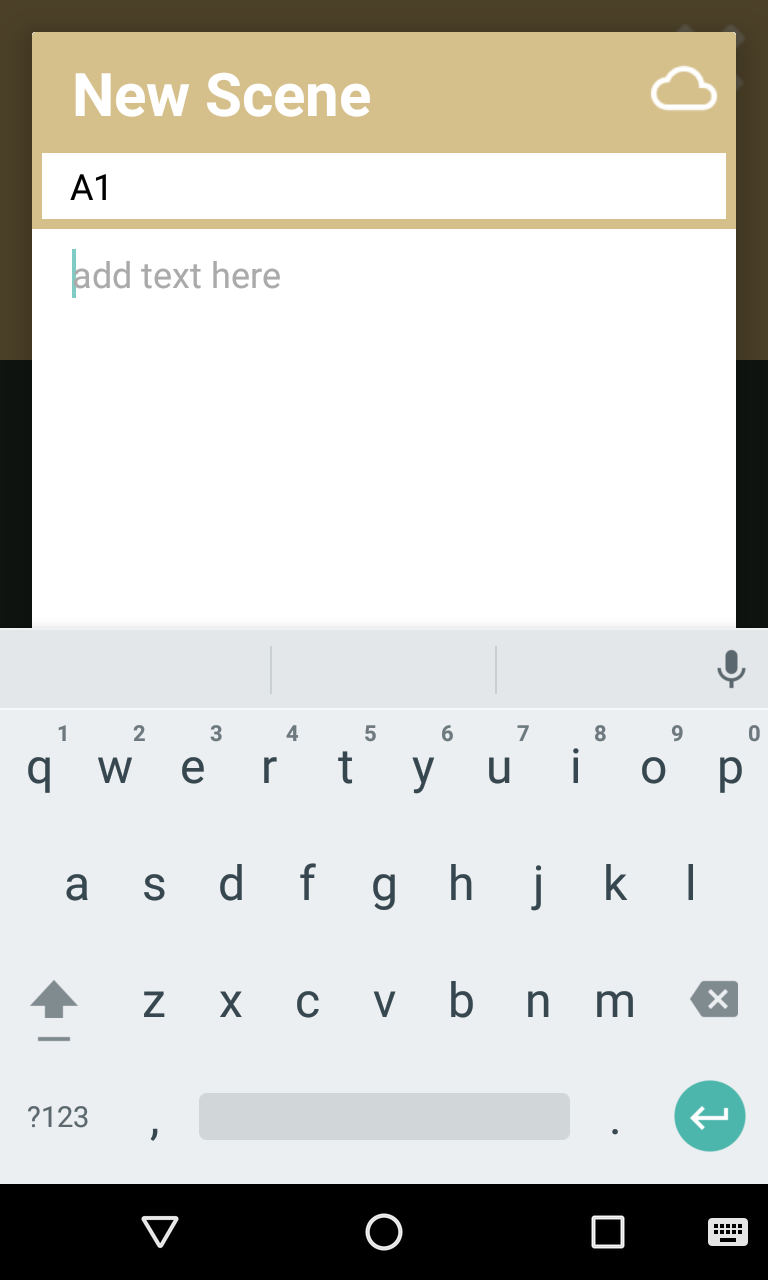 New Scene
A1
add text here
1 2 3 4 5 6 7 8 9 0
q w e r t y u i o p
a s d f g h j k l
z x c v b n m
?123 , .